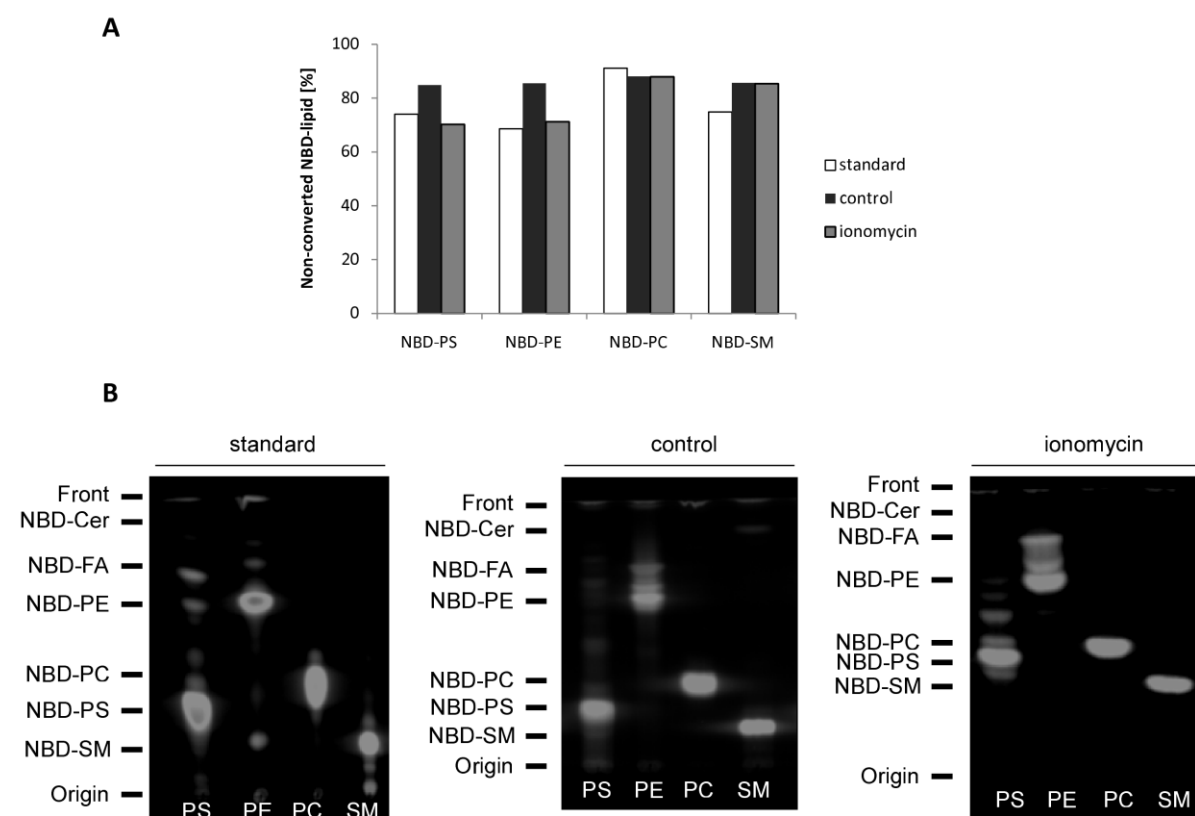 A
Non-converted NBD-lipid [%]
100
80
60
40
20
0
NBD-PS NBD-PE NBD-PC NBD-SM
standard
control
ionomycin
B
standard
Front
NBD-Cer
NBD-FA
NBD-PE
NBD-PC
NBD-PS
NBD-SM
Origin
PS PE PC SM
control
Front
NBD-Cer
NBD-FA
NBD-PE
NBD-PC
NBD-PS
NBD-SM
Origin
PS PE PC SM
ionomycin
Front
NBD-Cer
NBD-FA
NBD-PE
NBD-PC
NBD-PS
NBD-SM
Origin
PS PE PC SM